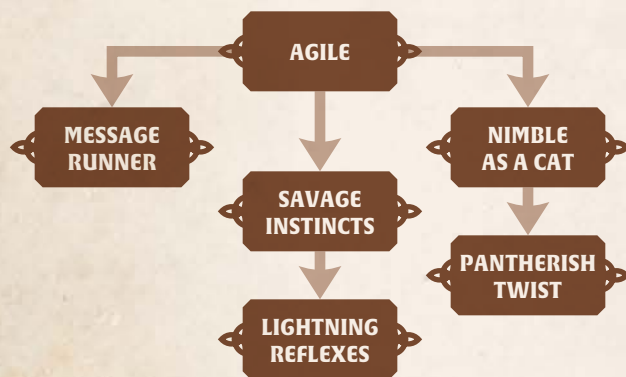 AGILE
MESSAGE
RUNNER
NIMBLE
AS A CAT
SAVAGE
INSTINCTS
PANTHERISH
TWIST
LIGHTNING
REFLEXES